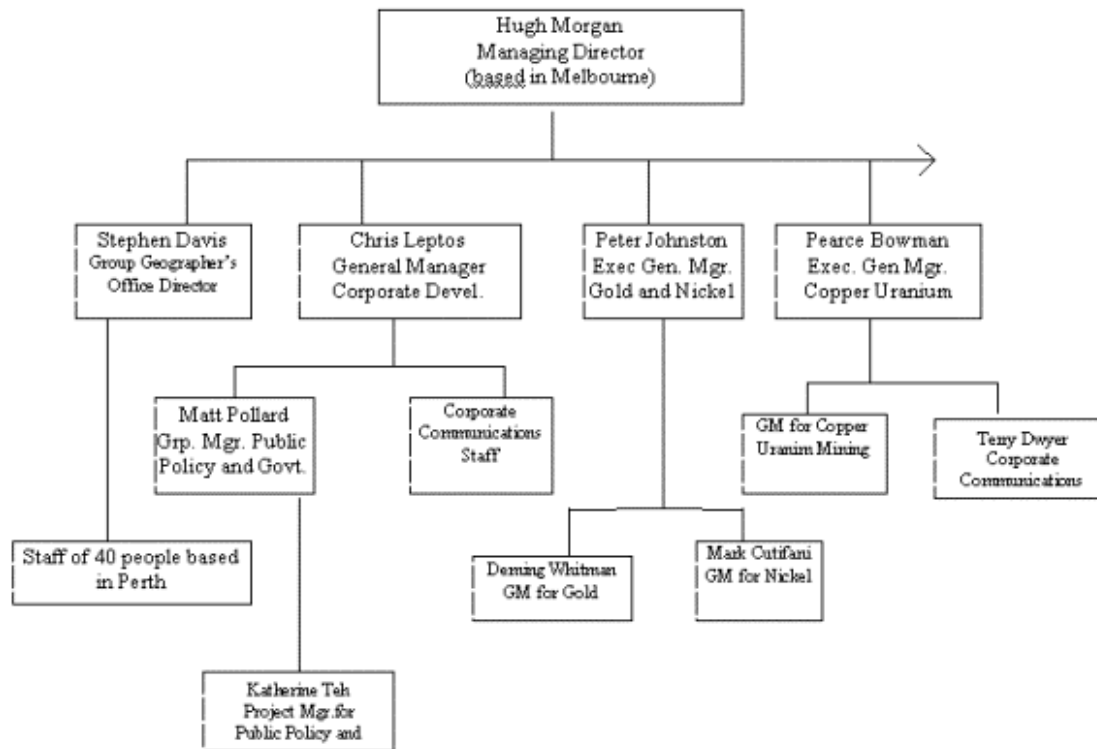 Hugh Morgan
Managing Director
(based in Melbourne)
Stephen Davis
Group Geographer's
Office Director
Chris Leptos
General Manager
Corporate Devel.
Peter Johnston
Exec Gen. Mgr.
Gold and Nickel
Pearce Bowman
Exec. Gen Mgr.
Copper Uranium
Matt Pollard
Grp. Mgr. Public
Policy and Govt.
Corporate
Communications
Staff
GM for Copper
Uranim Mining
Terry Dwyer
Corporate
Communications
Staff of 40 people based
in Perth
Deming Whitman
GM for Gold
Mark Cutifani
GM for Nickel
Katherine Teh
Project Mgr.for
Public Policy and